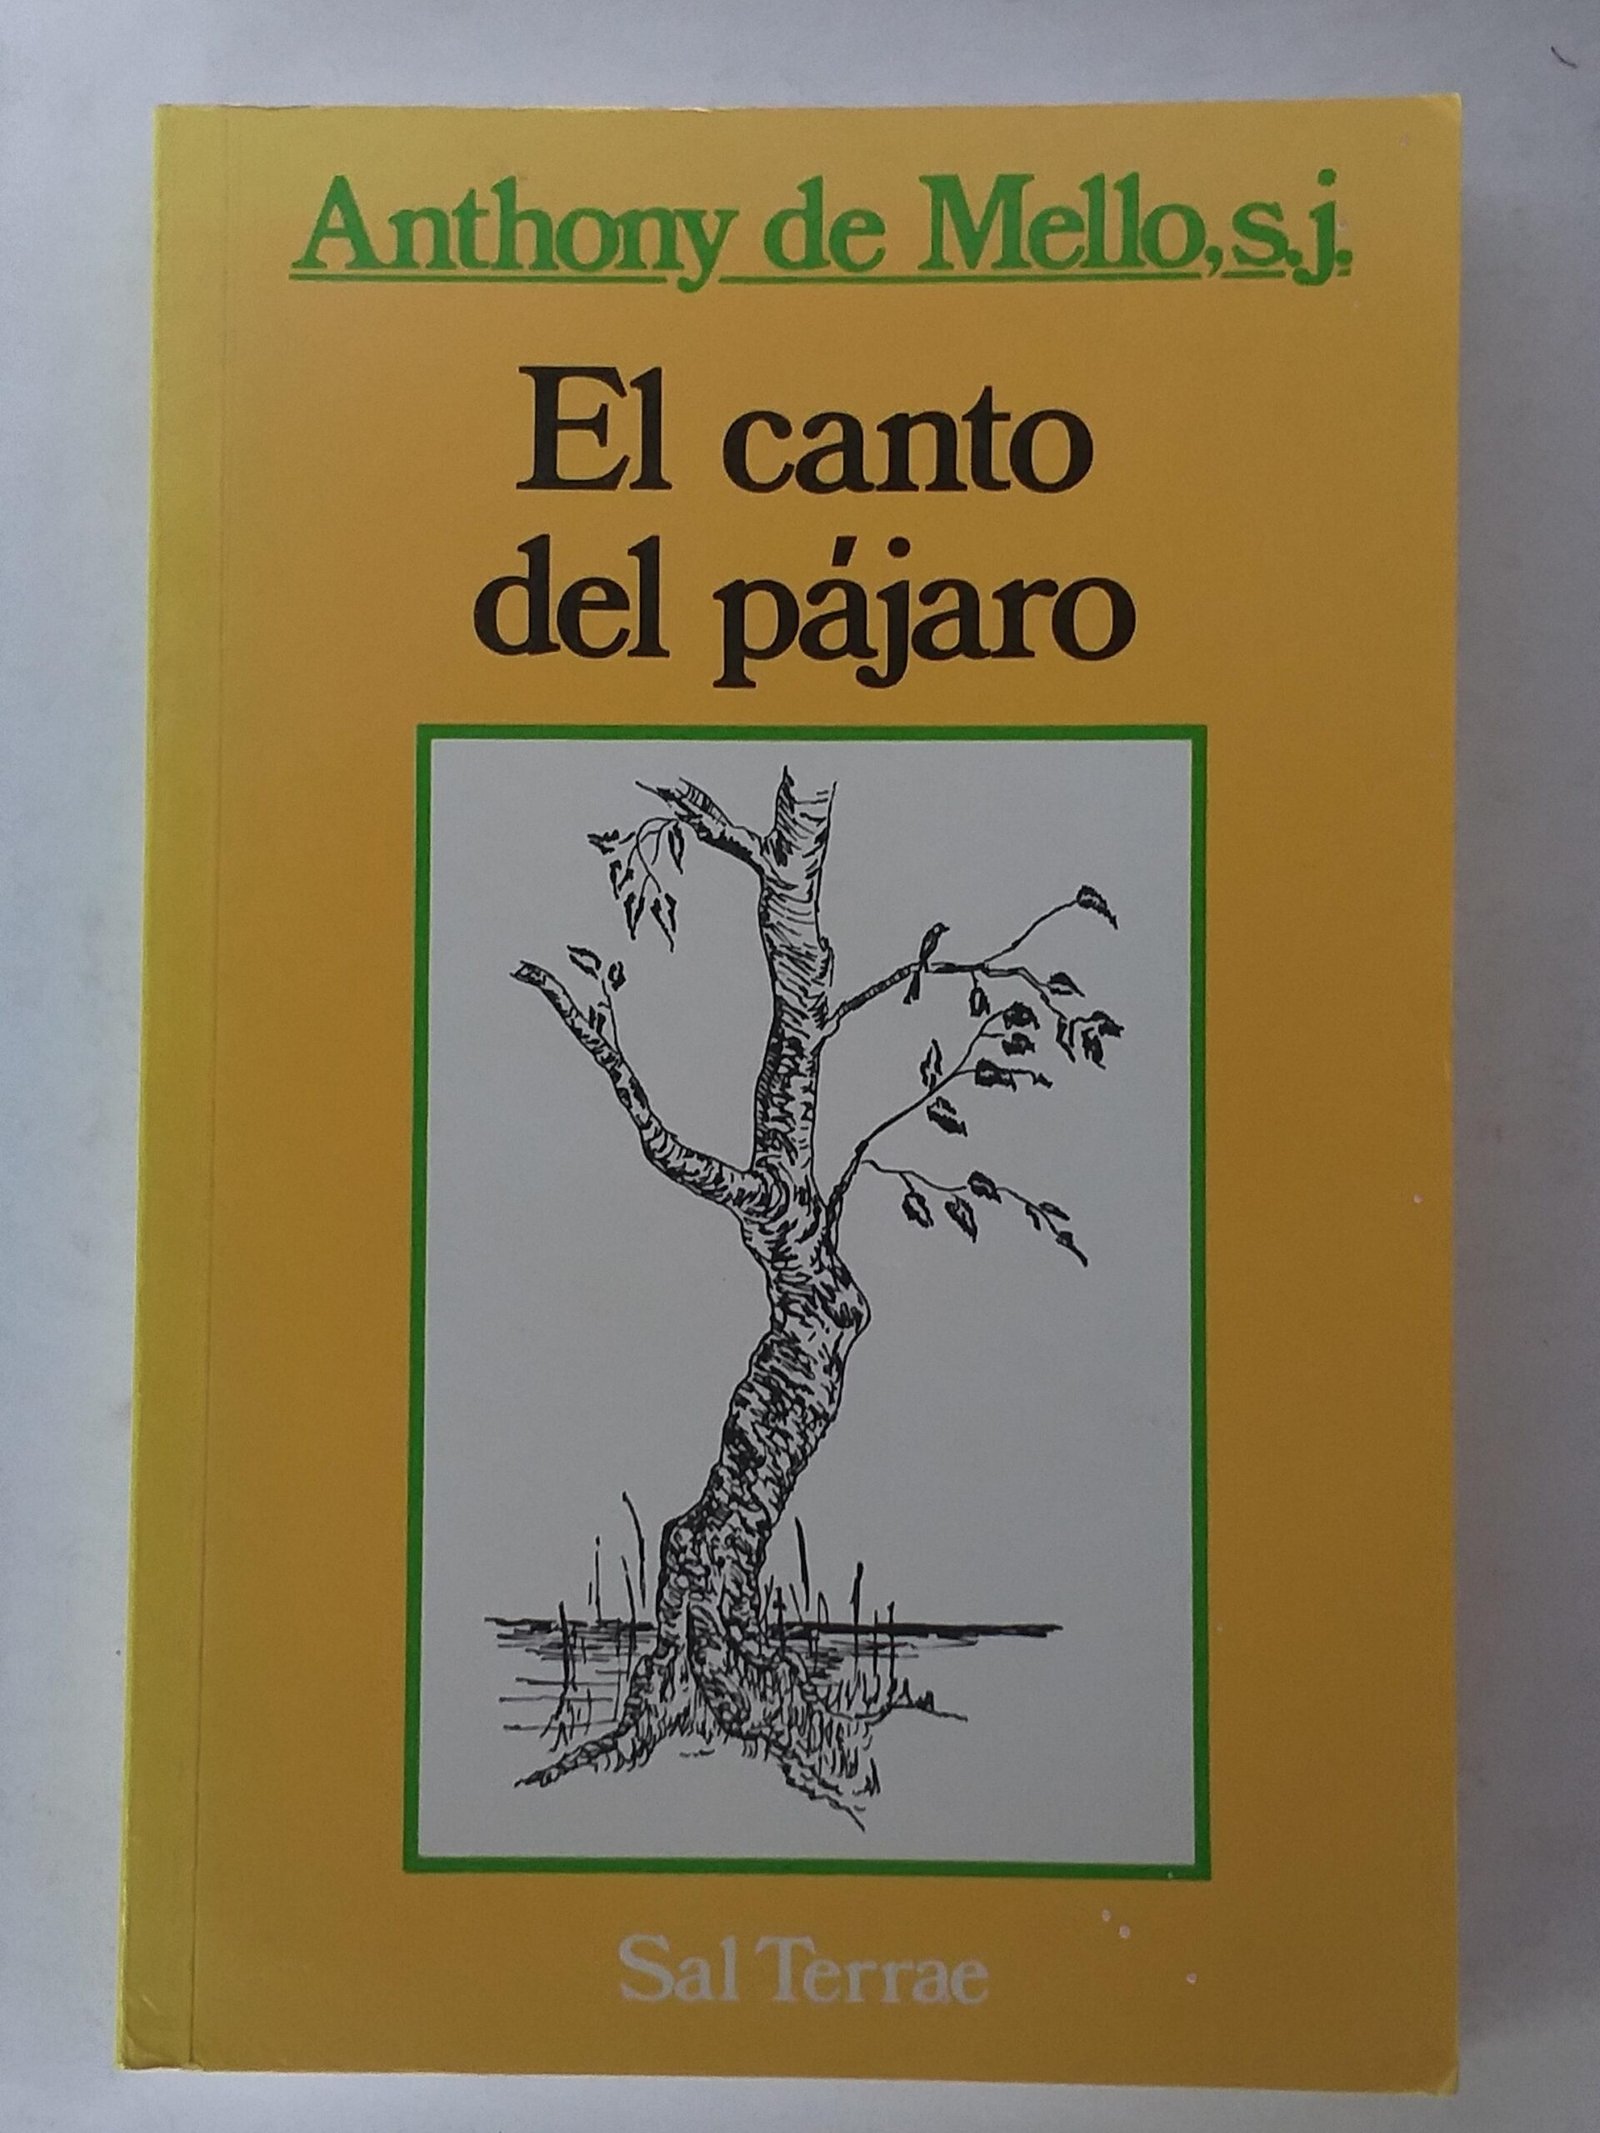 Anthony de Mello, s.j.
El canto
del pájaro
Sal Terrae